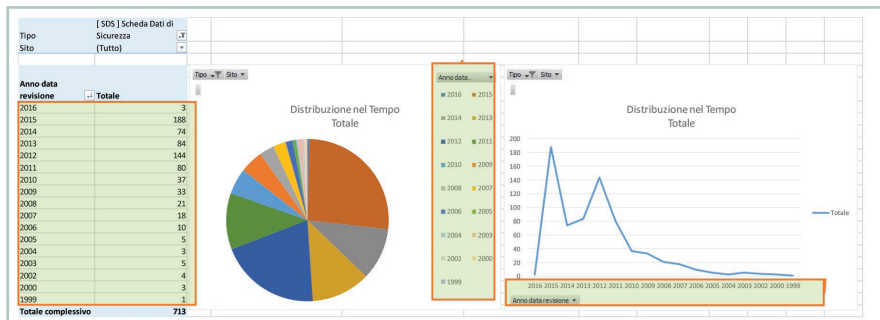 [ SDS ] Scheda Dati di
Tipo Sicurezza
Sito (Tutto)
Anno data
revisione Totale
2016 3
2015 188
2014 74
2013 84
2012 144
2011 80
2010 37
2009 33
2008 21
2007 18
2006 10
2005 5
2004 3
2003 5
2002 4
2000 3
1999 1
Totale complessivo 713
Tipo Sito
Distribuzione nel Tempo
Totale
Anno data...
2016 2015
2014 2013
2012 2011
2010 2009
2008 2007
2006 2005
2004 2003
2002 2000
1999
Tipo Sito
Distribuzione nel Tempo
Totale
200
180
160
140
120
100
80
60
40
20
0
2016 2015 2014 2013 2012 2011 2010 2009 2008 2007 2006 2005 2004 2003 2002 2000 1999
Totale
Anno data revisione